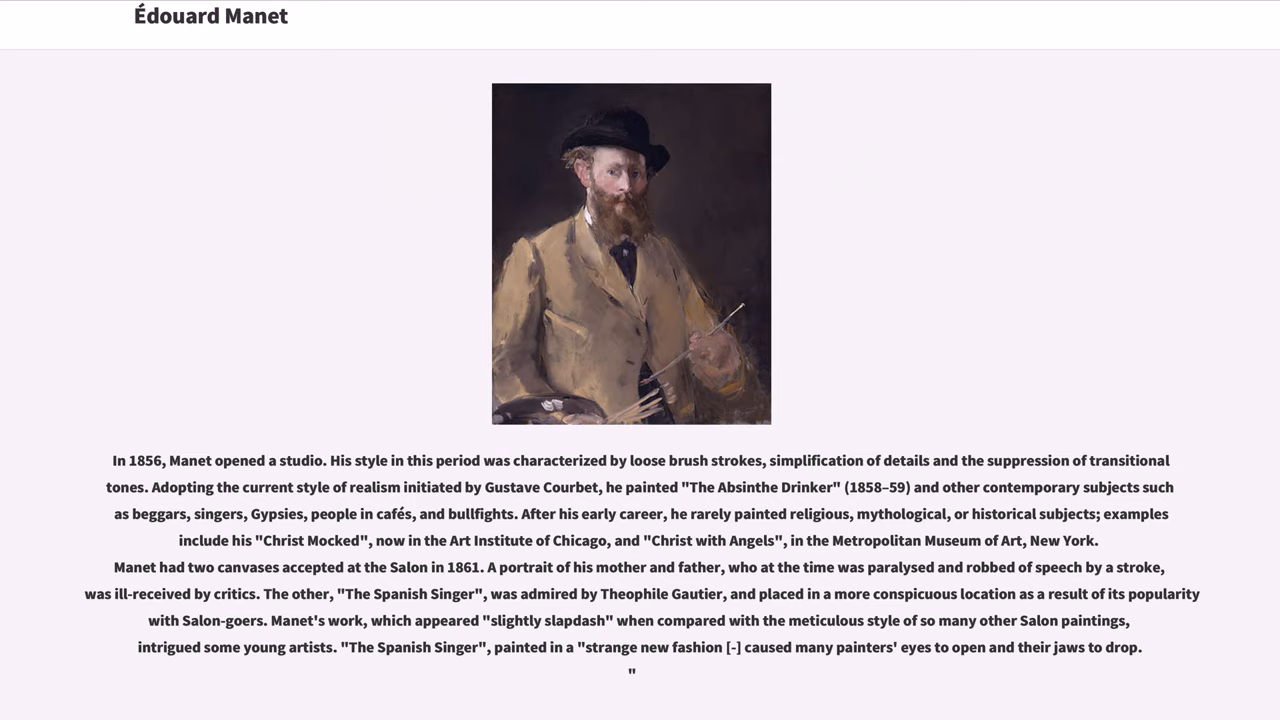 Édouard Manet
In 1856, Manet opened a studio. His style in this period was characterized by loose brush strokes, simplification of details and the suppression of transitional
tones. Adopting the current style of realism initiated by Gustave Courbet, he painted "The Absinthe Drinker" (1858–59) and other contemporary subjects such
as beggars, singers, Gypsies, people in cafés, and bullfights. After his early career, he rarely painted religious, mythological, or historical subjects; examples
include his "Christ Mocked", now in the Art Institute of Chicago, and "Christ with Angels", in the Metropolitan Museum of Art, New York.
Manet had two canvases accepted at the Salon in 1861. A portrait of his mother and father, who at the time was paralysed and robbed of speech by a stroke,
was ill-received by critics. The other, "The Spanish Singer", was admired by Theophile Gautier, and placed in a more conspicuous location as a result of its popularity
with Salon-goers. Manet's work, which appeared "slightly slapdash" when compared with the meticulous style of so many other Salon paintings,
intrigued some young artists. "The Spanish Singer", painted in a "strange new fashion [-] caused many painters' eyes to open and their jaws to drop.
"